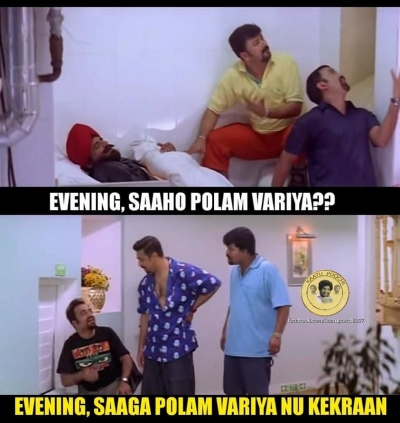 EVENING, SAAHO POLAM VARIYA??
EVENING, SAAGA POLAM VARIYA NU KEKRAAN